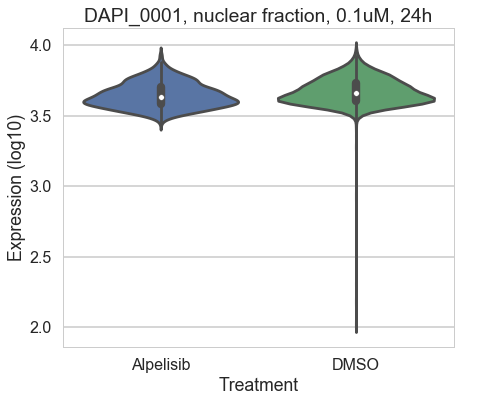 DAPI_0001, nuclear fraction, 0.1uM, 24h
Expression (log10)
4.0
3.5
3.0
2.5
2.0
Alpelisib DMSO
Treatment